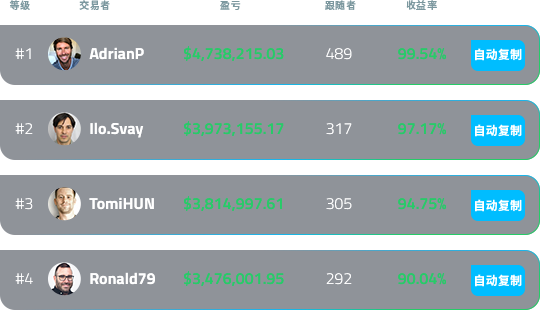 等级 交易者 盈亏 跟随者 收益率
#1 AdrianP $4,738,215.03 489 99.54% 自动复制
#2 Ilo.Svay $3,973,155.17 317 97.17% 自动复制
#3 TomiHUN $3,814,997.61 305 94.75% 自动复制
#4 Ronald79 $3,476,001.95 292 90.04% 自动复制